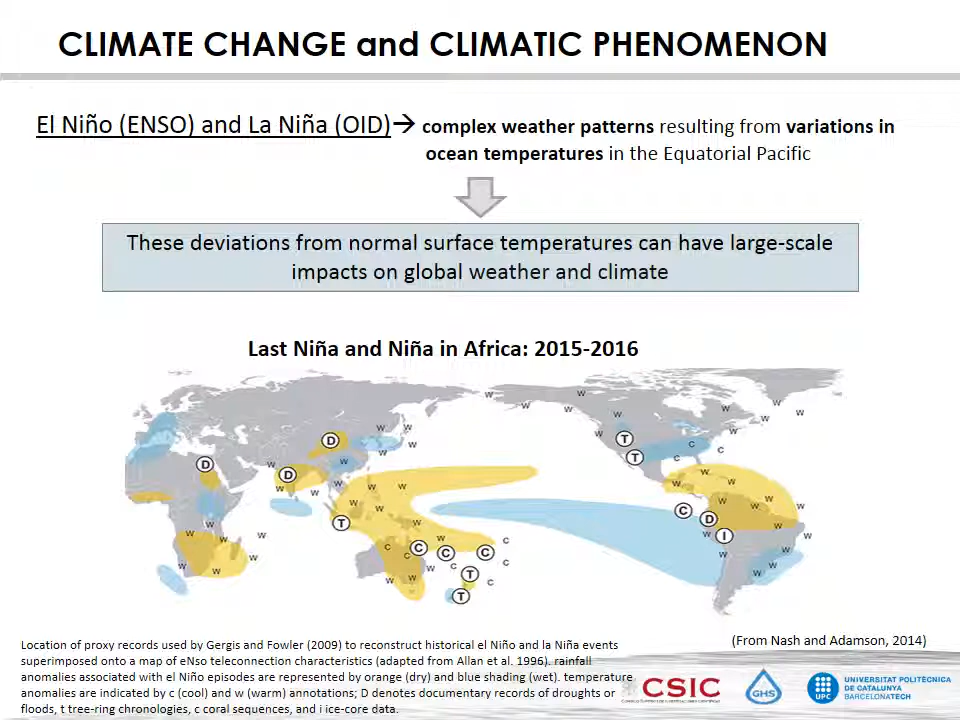 CLIMATE CHANGE and CLIMATIC PHENOMENON
El Niño (ENSO) and La Niña (OID)→ complex weather patterns resulting from variations in
ocean temperatures in the Equatorial Pacific
These deviations from normal surface temperatures can have large-scale
impacts on global weather and climate
Last Niña and Niña in Africa: 2015-2016
(From Nash and Adamson, 2014)
Location of proxy records used by Gergis and Fowler (2009) to reconstruct historical el Niño and la Niña events
superimposed onto a map of eNso teleconnection characteristics (adapted from Allan et al. 1996). rainfall
anomalies associated with el Niño episodes are represented by orange (dry) and blue shading (wet). temperature
anomalies are indicated by c (cool) and w (warm) annotations; D denotes documentary records of droughts or
floods, t tree-ring chronologies, c coral sequences, and i ice-core data.
CSIC
GHS
UPC
UNIVERSITAT POLITÈCNICA
DE CATALUNYA
BARCELONATECH